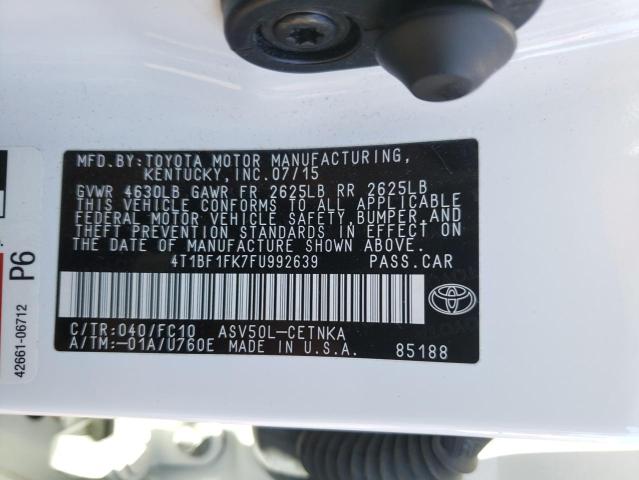 MFD. BY: TOYOTA MOTOR MANUFACTURING,
KENTUCKY, INC. 07/15
GVWR 4630LB GAWR FR 2625LB RR 2625LB
THIS VEHICLE CONFORMS TO ALL APPLICABLE
FEDERAL MOTOR VEHICLE SAFETY, BUMPER, AND
THEFT PREVENTION STANDARDS IN EFFECT ON
THE DATE OF MANUFACTURE SHOWN ABOVE.
4T1BF1FK7FU992639 PASS.CAR
C/TR:040/FC10 ASV50L-CETNKA
A/TM:-01A/U760E MADE IN U.S.A. 85188
P6
42661-06712